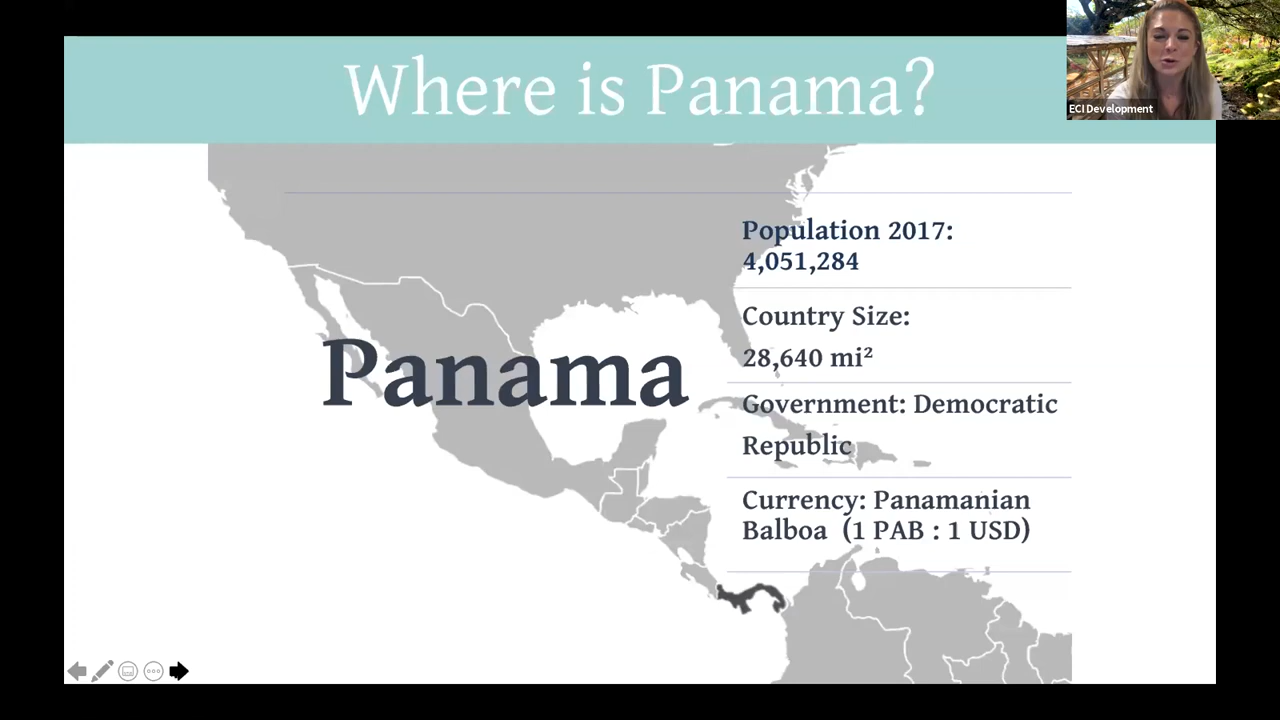 Where is Panama?
ECI Development
Population 2017:
4,051,284
Country Size:
28,640 mi²
Panama
Government: Democratic
Republic
Currency: Panamanian
Balboa (1 PAB : 1 USD)